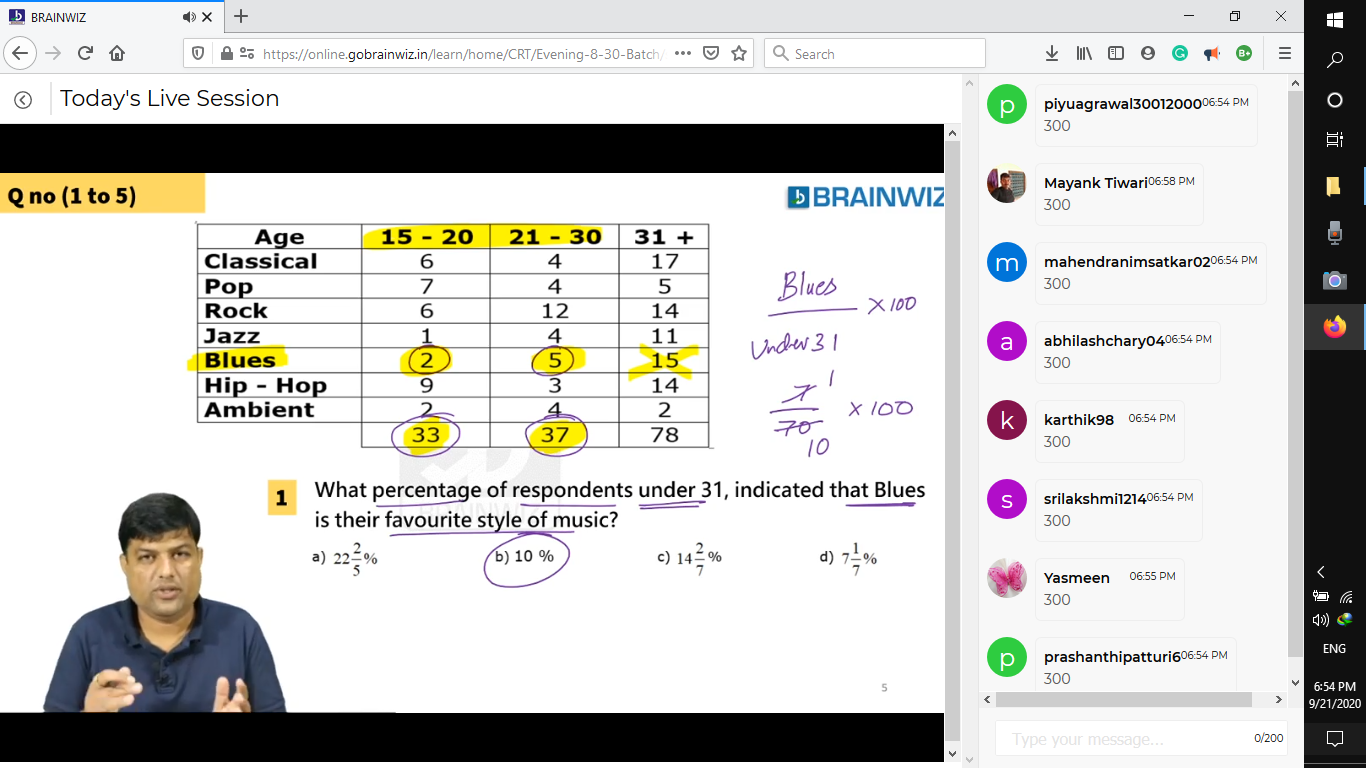 BRAINWIZ
https://online.gobrainwiz.in/learn/home/CRT/Evening-8-30-Batch/
Search
Today's Live Session
Q no (1 to 5)
BRAINWIZ
Age 15 - 20 21 - 30 31 +
Classical 6 4 17
Pop 7 4 5
Rock 6 12 14
Jazz 1 4 11
Blues 2 5 15
Hip - Hop 9 3 14
Ambient 2 4 2
33 37 78
Blues
× 100
Under 31
7 1
× 100
70
10
1 What percentage of respondents under 31, indicated that Blues
is their favourite style of music?
a) 22 2/5 % b) 10 % c) 14 2/7 % d) 7 1/7 %
BRAINWIZ
5
p
piyuagrawal30012000 06:54 PM
300
Mayank Tiwari 06:58 PM
300
m
mahendranimsatkar02 06:54 PM
300
a
abhilashchary04 06:54 PM
300
k
karthik98 06:54 PM
300
s
srilakshmi1214 06:54 PM
300
Yasmeen 06:55 PM
300
p
prashanthipatturi6 06:54 PM
300
Type your message... 0/200
B+
ENG
6:54 PM
9/21/2020